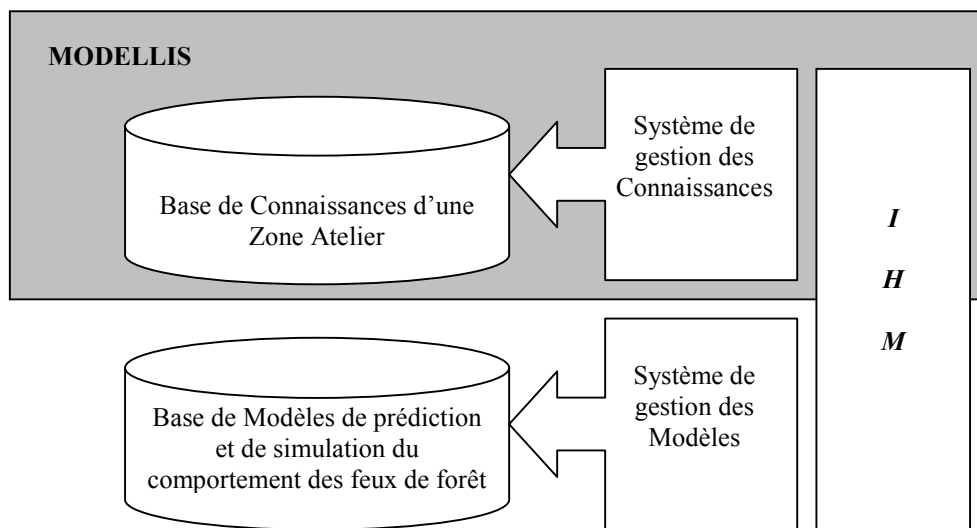 MODELLIS
Base de Connaissances d’une
Zone Atelier
Système de
gestion des
Connaissances
I
H
M
Base de Modèles de prédiction
et de simulation du
comportement des feux de forêt
Système de
gestion des
Modèles